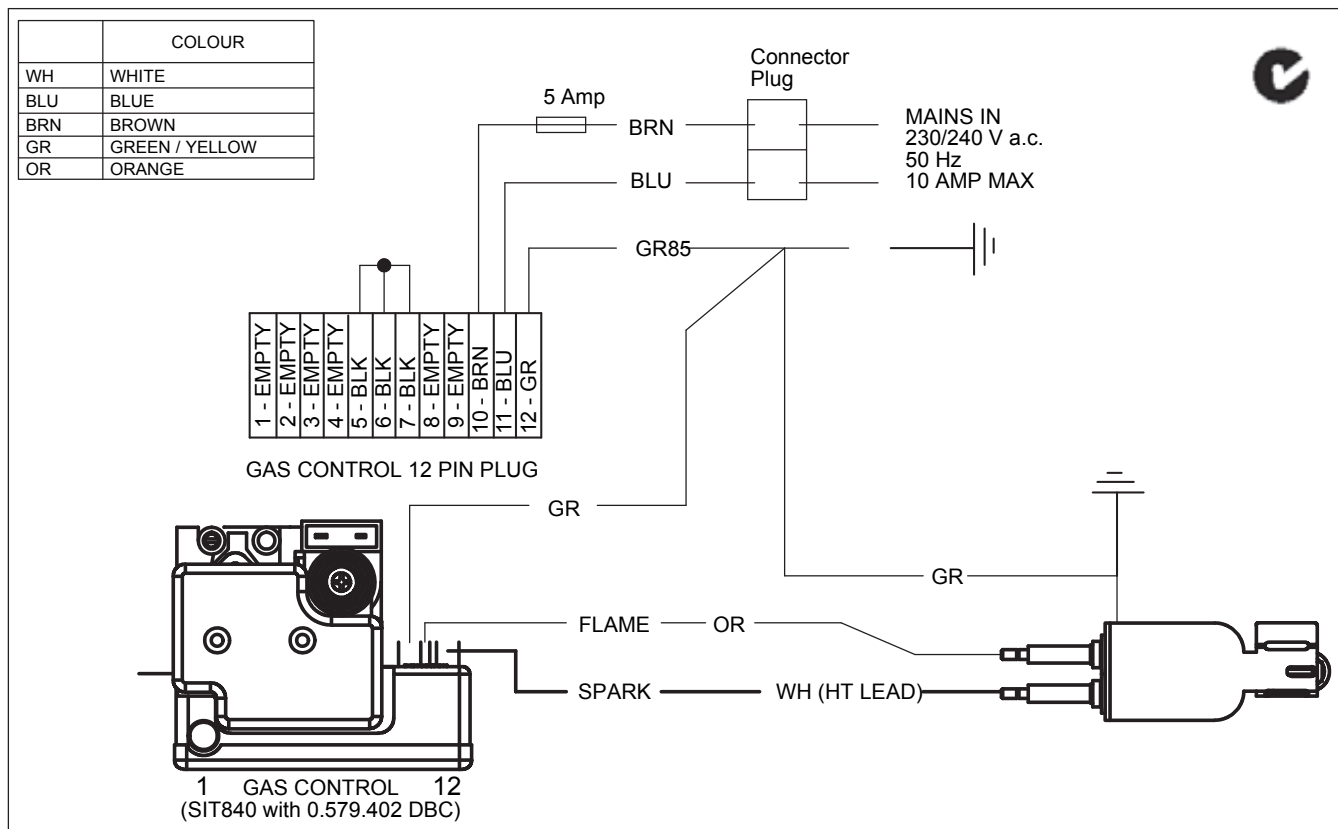 COLOUR
WH WHITE
BLU BLUE
BRN BROWN
GR GREEN / YELLOW
OR ORANGE
Connector
Plug
5 Amp
BRN
MAINS IN
230/240 V a.c.
50 Hz
10 AMP MAX
BLU
GR85
1 - EMPTY
2 - EMPTY
3 - EMPTY
4 - EMPTY
5 - BLK
6 - BLK
7 - BLK
8 - EMPTY
9 - EMPTY
10 - BRN
11 - BLU
12 - GR
GAS CONTROL 12 PIN PLUG
GR
GR
FLAME OR
SPARK WH (HT LEAD)
1 GAS CONTROL 12
(SIT840 with 0.579.402 DBC)